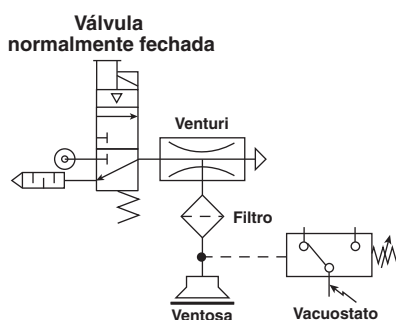 Válvula
normalmente fechada
Venturi
Filtro
Ventosa
Vacuostato